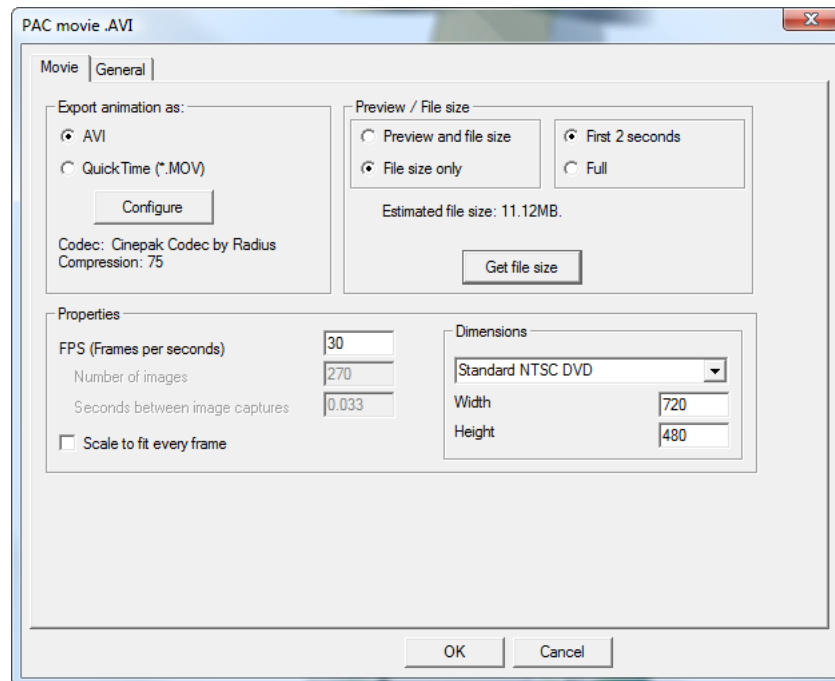 PAC movie .AVI
Movie General
Export animation as:
AVI
QuickTime (*.MOV)
Configure
Codec: Cinepak Codec by Radius
Compression: 75
Preview / File size
Preview and file size
File size only
First 2 seconds
Full
Estimated file size: 11.12MB.
Get file size
Properties
FPS (Frames per seconds) 30
Number of images 270
Seconds between image captures 0.033
Scale to fit every frame
Dimensions
Standard NTSC DVD
Width 720
Height 480
OK Cancel